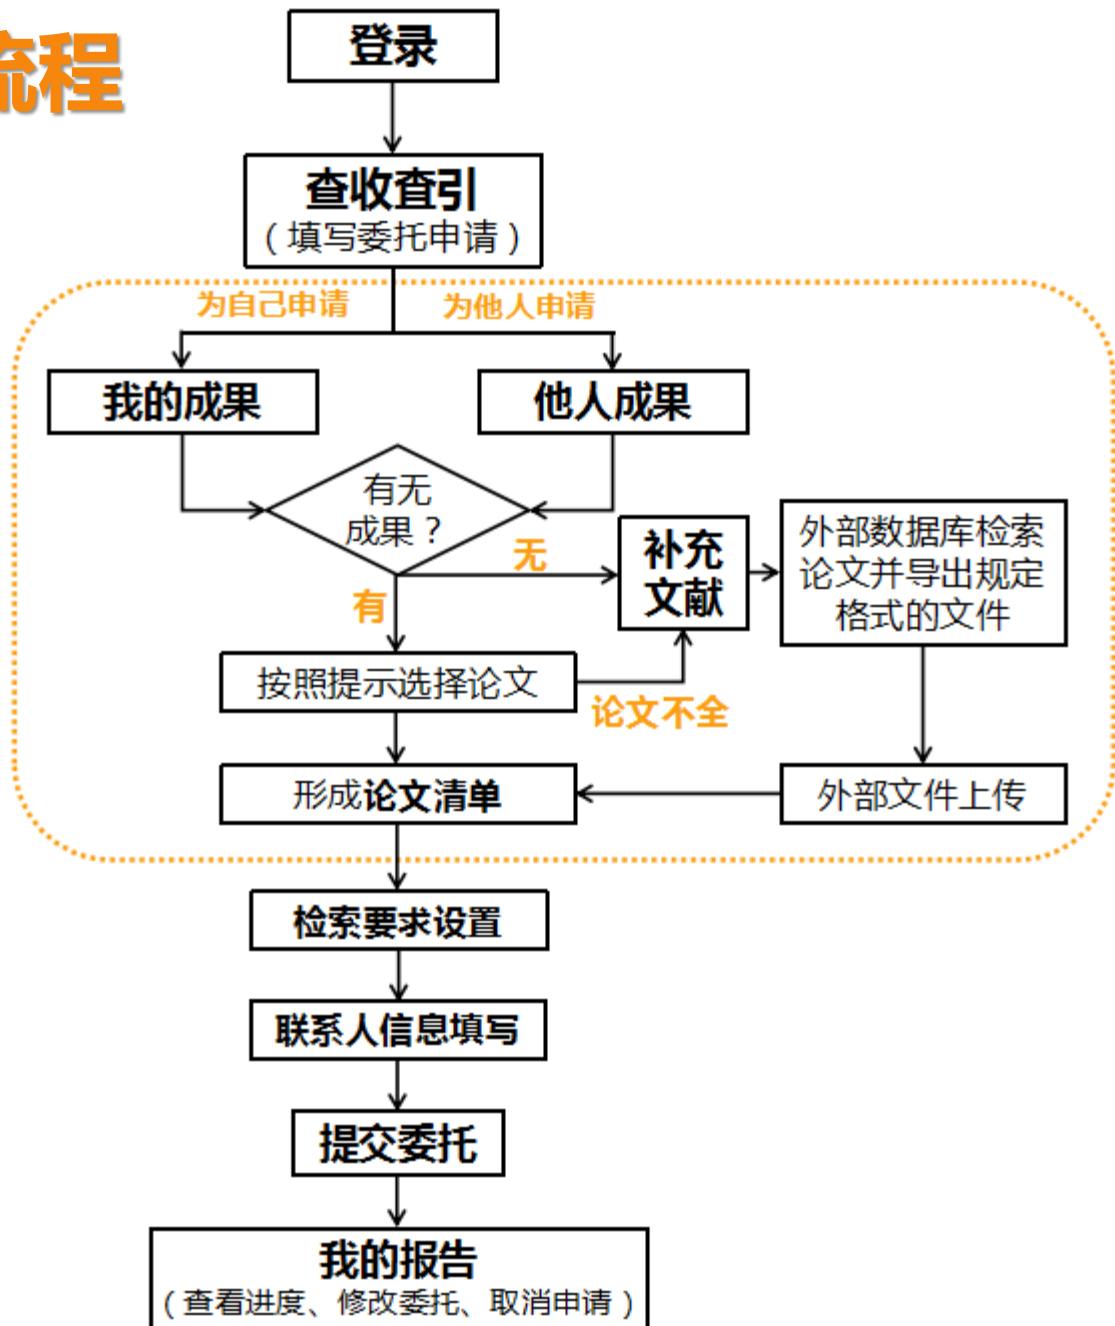 流程
登录
查收查引
（填写委托申请）
为自己申请
为他人申请
我的成果
他人成果
有无
成果？
无
有
补充
文献
外部数据库检索
论文并导出规定
格式的文件
按照提示选择论文
论文不全
形成论文清单
外部文件上传
检索要求设置
联系人信息填写
提交委托
我的报告
（查看进度、修改委托、取消申请）